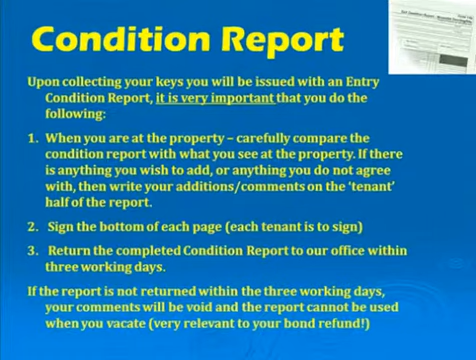 Condition Report
Upon collecting your keys you will be issued with an Entry
Condition Report, it is very important that you do the
following:
1. When you are at the property – carefully compare the
condition report with what you see at the property. If there
is anything you wish to add, or anything you do not agree
with, then write your additions/comments on the ‘tenant’
half of the report.
2. Sign the bottom of each page (each tenant is to sign)
3. Return the completed Condition Report to our office within
three working days.
If the report is not returned within the three working days,
your comments will be void and the report cannot be used
when you vacate (very relevant to your bond refund!)